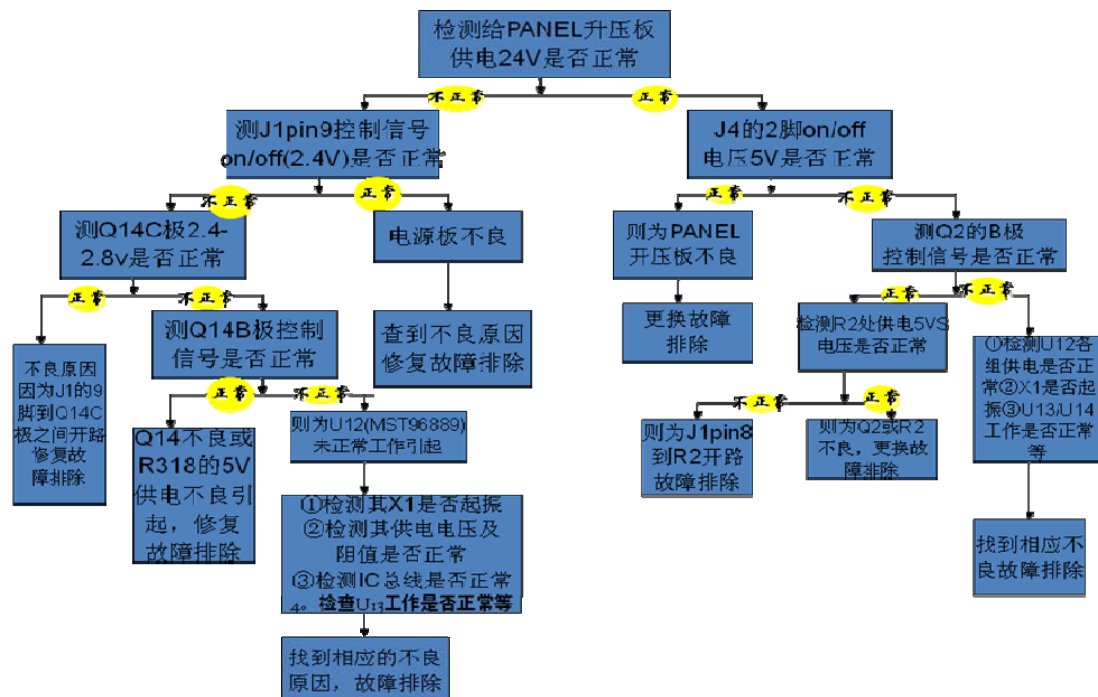 检测给PANEL升压板
供电24V是否正常
不正常
正常
测J1pin9控制信号
on/off(2.4V)是否正常
J4的2脚on/off
电压5V是否正常
不正常
正常
正常
不正常
测Q14C极2.4-
2.8v是否正常
电源板不良
则为PANEL
开压板不良
测Q2的B极
控制信号是否正常
正常
不正常
正常
不正常
不良原因
因为J1的9
脚到Q14C
极之间开路
修复故
障排除
测Q14B极控制
信号是否正常
查到不良原因
修复故障排除
更换故障
排除
检测R2处供电5VS
电压是否正常
①检测U12各
组供电是否正
常②X1是否起
振③U13/U14
工作是否正常
等
正常
不正常
不正常
正常
Q14不良或
R318的5V
供电不良引
起，修复
故障排除
则为U12(MST96889)
未正常工作引起
则为J1pin8
到R2开路
故障排除
则为Q2或R2
不良，更换故
障排除
①检测其X1是否起振
②检测其供电电压及
阻值是否正常
③检测IC总线是否正常
4。检查U13工作是否正常等
找到相应不
良故障排除
找到相应的不良
原因，故障排除